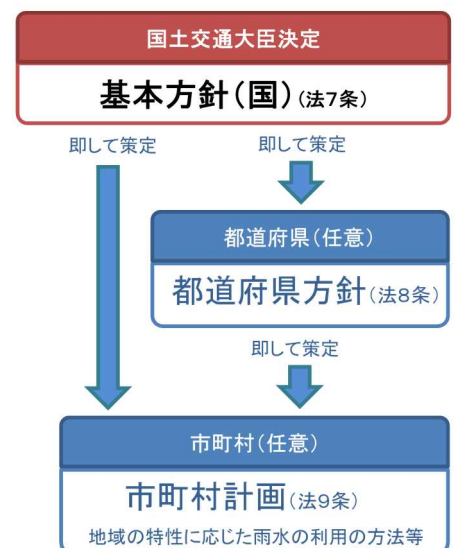 国土交通大臣決定
基本方針(国)(法7条)
即して策定
即して策定
都道府県(任意)
都道府県方針(法8条)
即して策定
市町村(任意)
市町村計画(法9条)
地域の特性に応じた雨水の利用の方法等